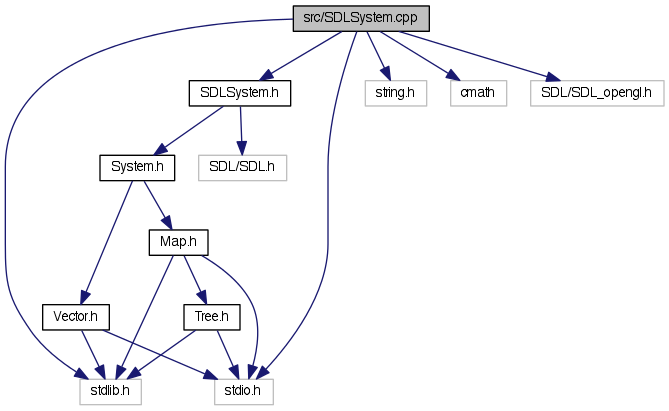 src/SDLSystem.cpp
SDLSystem.h
string.h
cmath
SDL/SDL_opengl.h
System.h
SDL/SDL.h
Map.h
Vector.h
Tree.h
stdlib.h
stdio.h